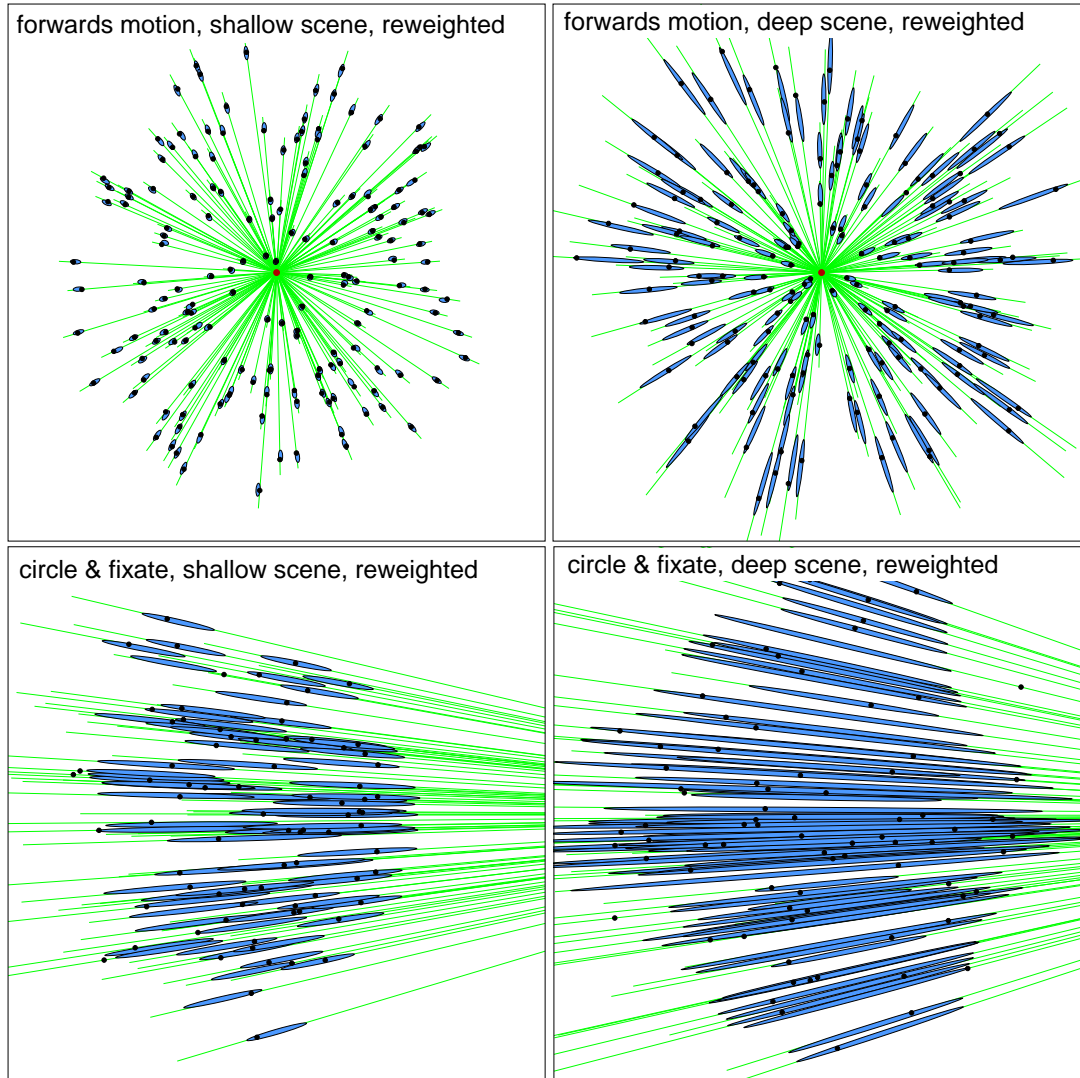 forwards motion, shallow scene, reweighted
forwards motion, deep scene, reweighted
circle & fixate, shallow scene, reweighted
circle & fixate, deep scene, reweighted